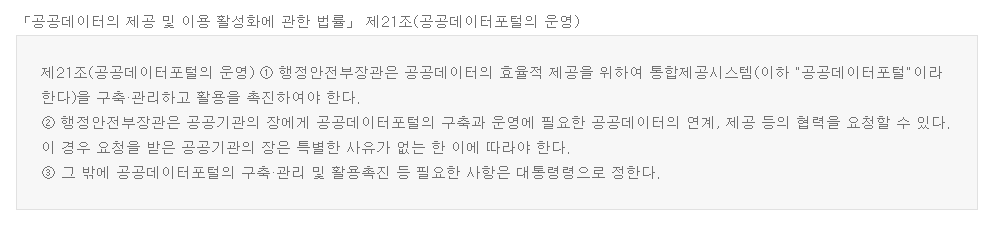 「공공데이터의 제공 및 이용 활성화에 관한 법률」 제21조(공공데이터포털의 운영)
제21조(공공데이터포털의 운영) ① 행정안전부장관은 공공데이터의 효율적 제공을 위하여 통합제공시스템(이하 "공공데이터포털"이라
한다)을 구축·관리하고 활용을 촉진하여야 한다.
② 행정안전부장관은 공공기관의 장에게 공공데이터포털의 구축과 운영에 필요한 공공데이터의 연계, 제공 등의 협력을 요청할 수 있다.
이 경우 요청을 받은 공공기관의 장은 특별한 사유가 없는 한 이에 따라야 한다.
③ 그 밖에 공공데이터포털의 구축·관리 및 활용촉진 등 필요한 사항은 대통령령으로 정한다.